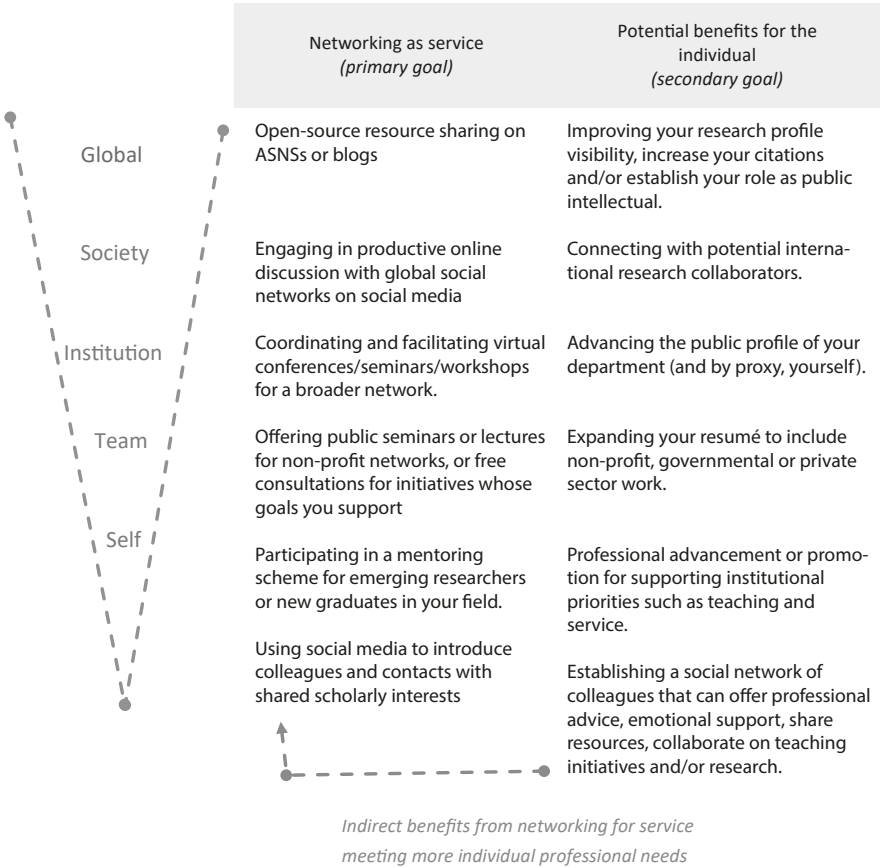 Networking as service
(primary goal)
Potential benefits for the
individual
(secondary goal)
Global
Open-source resource sharing on
ASNSs or blogs
Improving your research profile
visibility, increase your citations
and/or establish your role as public
intellectual.
Society
Engaging in productive online
discussion with global social
networks on social media
Connecting with potential interna-
tional research collaborators.
Institution
Coordinating and facilitating virtual
conferences/seminars/workshops
for a broader network.
Advancing the public profile of your
department (and by proxy, yourself).
Team
Offering public seminars or lectures
for non-profit networks, or free
consultations for initiatives whose
goals you support
Expanding your resumé to include
non-profit, governmental or private
sector work.
Self
Participating in a mentoring
scheme for emerging researchers
or new graduates in your field.
Professional advancement or promo-
tion for supporting institutional
priorities such as teaching and
service.
Using social media to introduce
colleagues and contacts with
shared scholarly interests
Establishing a social network of
colleagues that can offer professional
advice, emotional support, share
resources, collaborate on teaching
initiatives and/or research.
Indirect benefits from networking for service
meeting more individual professional needs